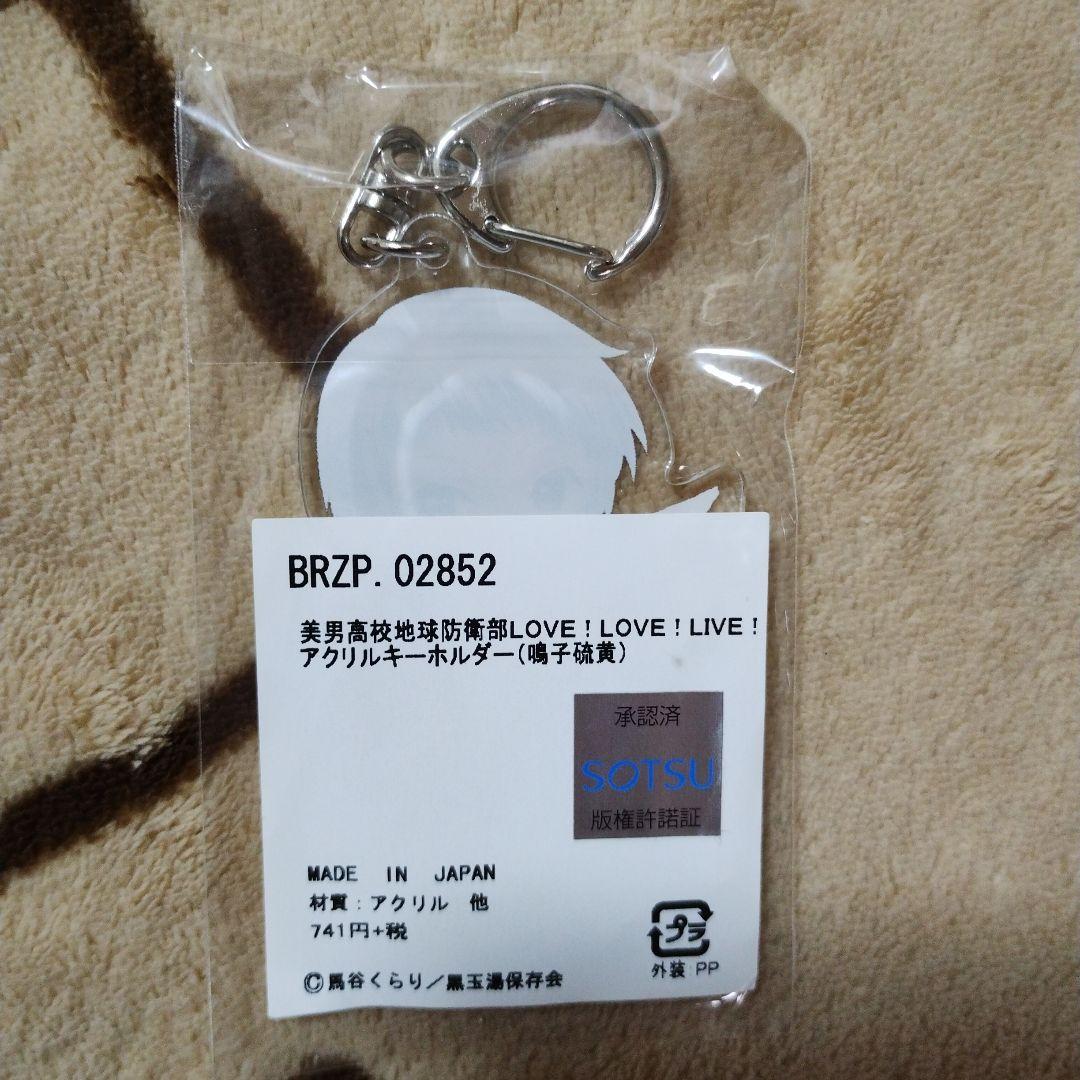 BRZP.02852
美男高校地球防衛部LOVE！LOVE！LIVE！
アクリルキーホルダー（鳴子硫黄）
承認済
SOTSU
版権許諾証
MADE IN JAPAN
材質：アクリル 他
741円+税
プラ
外装：PP
©馬谷くらり／黒玉湯保存会